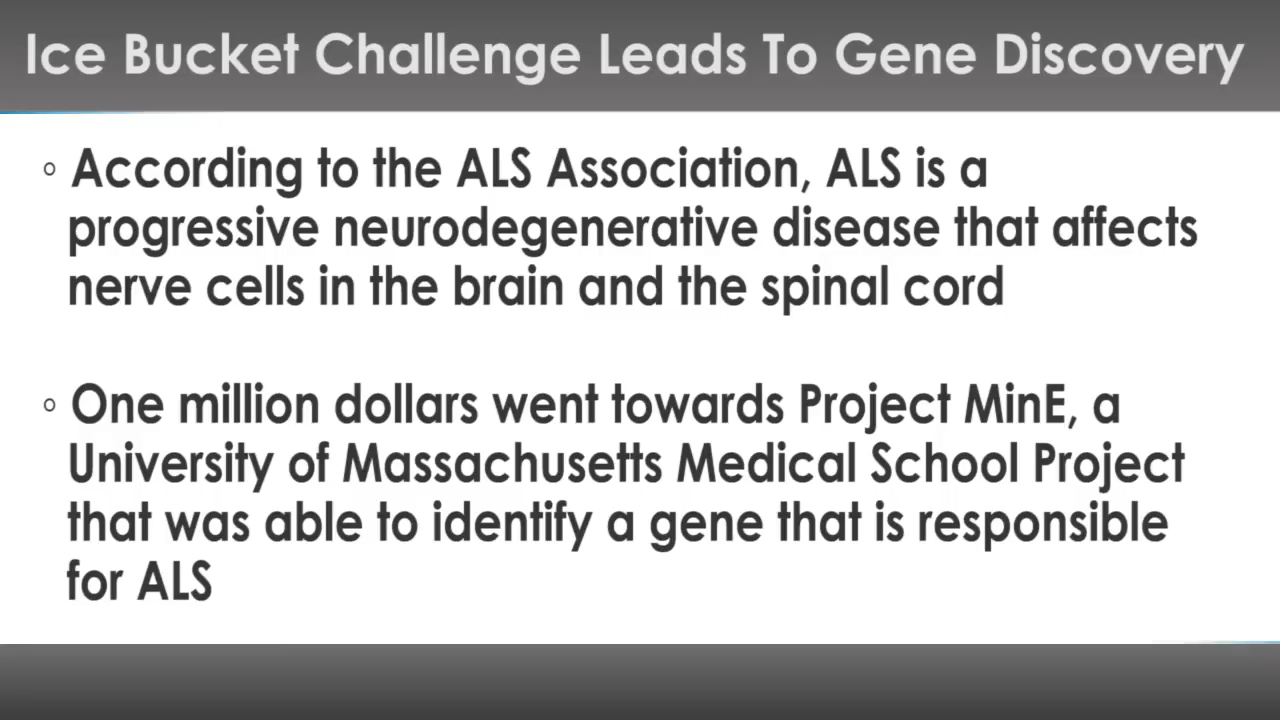 Ice Bucket Challenge Leads To Gene Discovery
◦ According to the ALS Association, ALS is a
progressive neurodegenerative disease that affects
nerve cells in the brain and the spinal cord
◦ One million dollars went towards Project MinE, a
University of Massachusetts Medical School Project
that was able to identify a gene that is responsible
for ALS